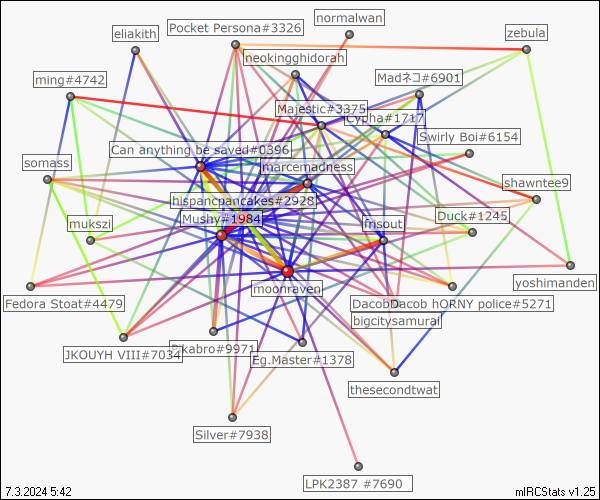 normalwan
Pocket Persona#3326
eliakith
zebula
neokingghidorah
ming#4742
Madネコ#6901
Majestic#3375
Cypha#1717
Swirly Boi#6154
Can anything be saved#0396
somass
marcemadness
shawntee9
hispancpancakes#2928
mukszi
Mushy#1984
frisout
Duck#1245
yoshimanden
moonraven
Fedora Stoat#4479
Dacob
Dacob hORNY police#5271
bigcitysamurai
JKOUYH VIII#7034
Pikabro#9971
Eg.Master#1378
thesecondtwat
Silver#7938
LPK2387 #7690
7.3.2024 5:42
mIRCStats v1.25